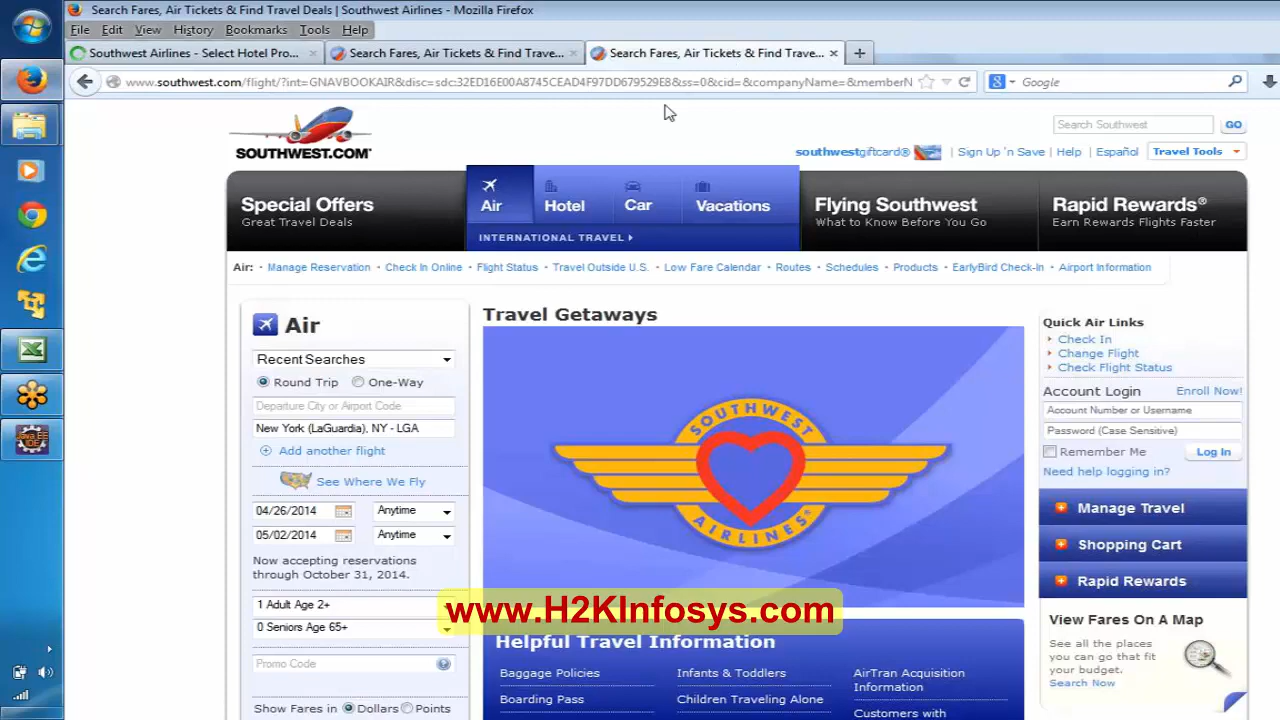 Search Fares, Air Tickets & Find Travel Deals | Southwest Airlines - Mozilla Firefox
File Edit View History Bookmarks Tools Help
Southwest Airlines - Select Hotel Pro... × Search Fares, Air Tickets & Find Trave... × Search Fares, Air Tickets & Find Trave... × +
www.southwest.com/flight/?int=GNAVBOOKAIR&disc=sdc:32ED16E00A8745CEAD4F97DD679529E8&ss=0&cid=&companyName=&memberN
Google
SOUTHWEST.COM®
Search Southwest GO
southwestgiftcard® | Sign Up 'n Save | Help | Español Travel Tools
Special Offers
Great Travel Deals
Air Hotel Car Vacations
INTERNATIONAL TRAVEL
Flying Southwest
What to Know Before You Go
Rapid Rewards®
Earn Rewards Flights Faster
Air: • Manage Reservation • Check In Online • Flight Status • Travel Outside U.S. • Low Fare Calendar • Routes • Schedules • Products • EarlyBird Check-In • Airport Information
Air
Recent Searches
Round Trip One-Way
Departure City or Airport Code
New York (LaGuardia), NY - LGA
Add another flight
See Where We Fly
04/26/2014 Anytime
05/02/2014 Anytime
Now accepting reservations
through October 31, 2014.
1 Adult Age 2+
0 Seniors Age 65+
Promo Code
Show Fares in Dollars Points
Travel Getaways
SOUTHWEST
AIRLINES®
www.H2KInfosys.com
Helpful Travel Information
Baggage Policies
Boarding Pass
Infants & Toddlers
Children Traveling Alone
AirTran Acquisition
Information
Customers with
Quick Air Links
Check In
Change Flight
Check Flight Status
Account Login Enroll Now!
Account Number or Username
Password (Case Sensitive)
Remember Me Log In
Need help logging in?
Manage Travel
Shopping Cart
Rapid Rewards
View Fares On A Map
See all the places
you can go that fit
your budget.
Search Now
Java EE
IDE